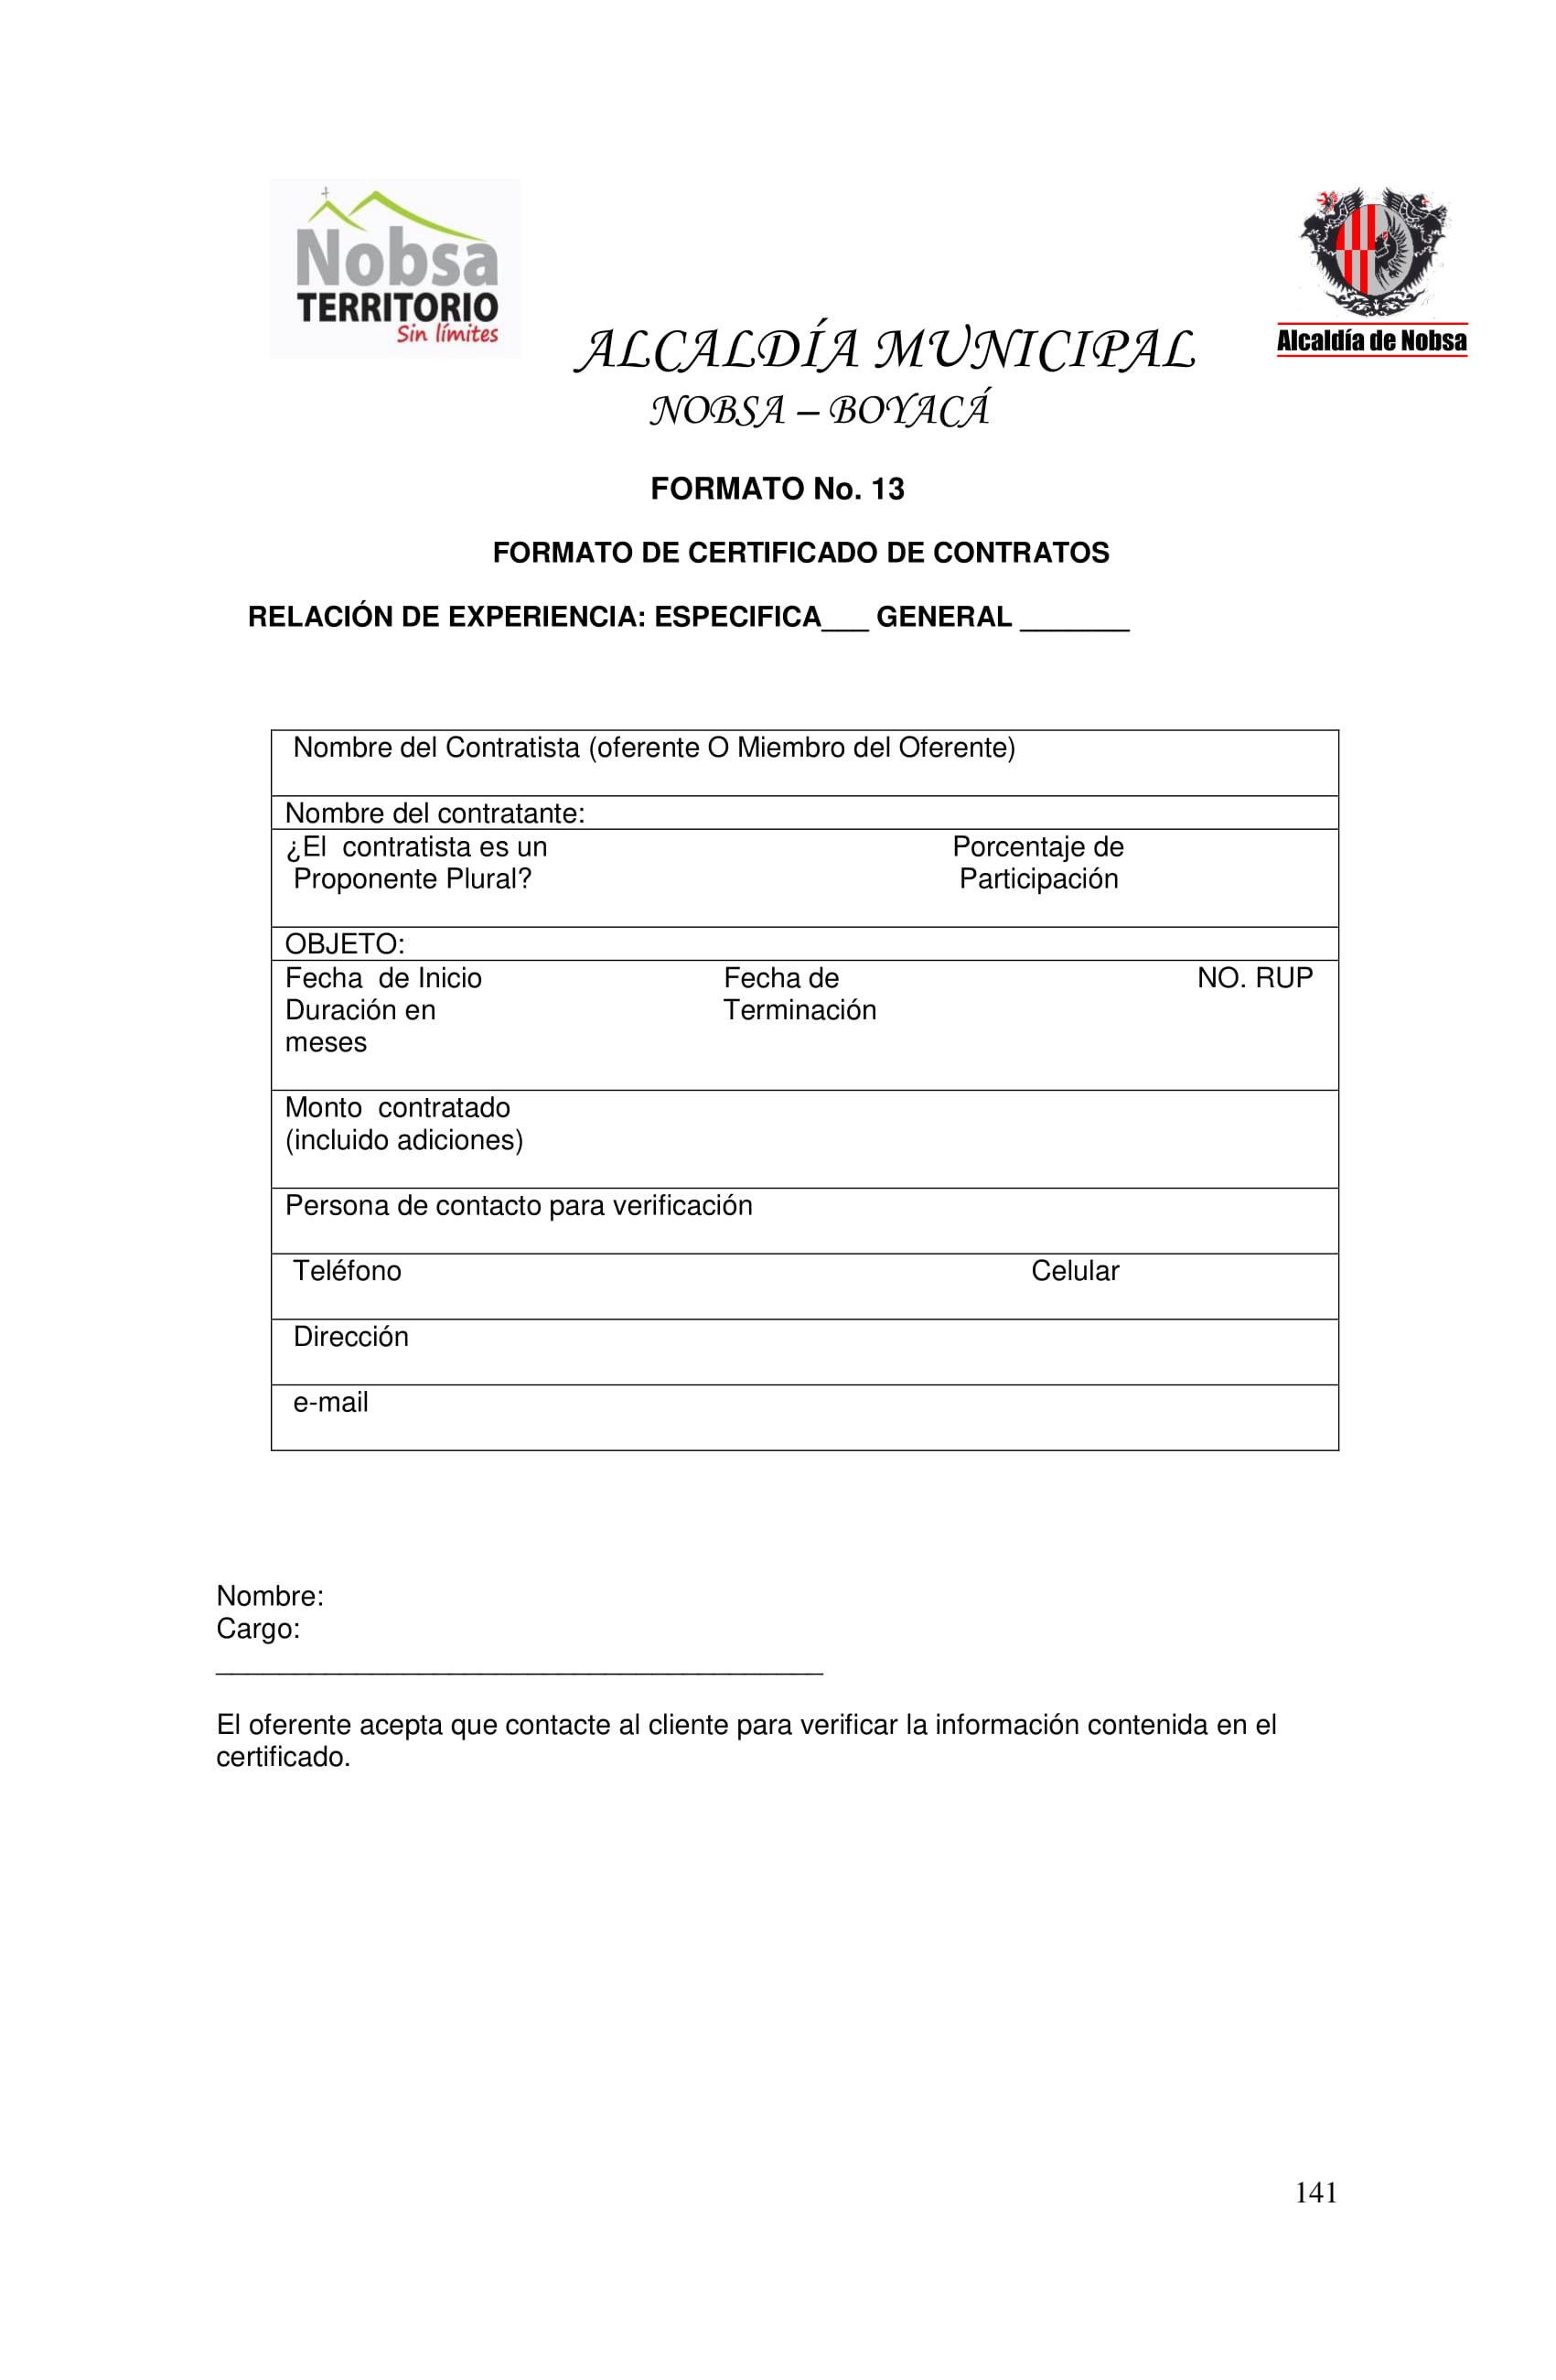 Nobsa
TERRITORIO
Sin límites
Alcaldía de Nobsa
ALCALDÍA MUNICIPAL
NOBSA – BOYACÁ
FORMATO No. 13
FORMATO DE CERTIFICADO DE CONTRATOS
RELACIÓN DE EXPERIENCIA: ESPECIFICA___ GENERAL _______
Nombre del Contratista (oferente O Miembro del Oferente)
Nombre del contratante:
¿El contratista es un Porcentaje de
Proponente Plural? Participación
OBJETO:
Fecha de Inicio Fecha de NO. RUP
Duración en Terminación
meses
Monto contratado
(incluido adiciones)
Persona de contacto para verificación
Teléfono Celular
Dirección
e-mail
Nombre:
Cargo:
_______________________________________
El oferente acepta que contacte al cliente para verificar la información contenida en el
certificado.
141